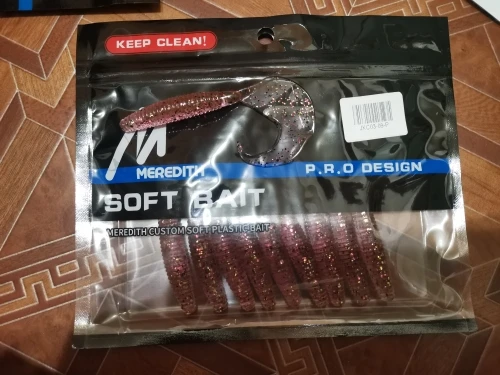 KEEP CLEAN!
MEREDITH
P.R.O DESIGN
SOFT BAIT
MEREDITH CUSTOM SOFT PLASTIC BAIT